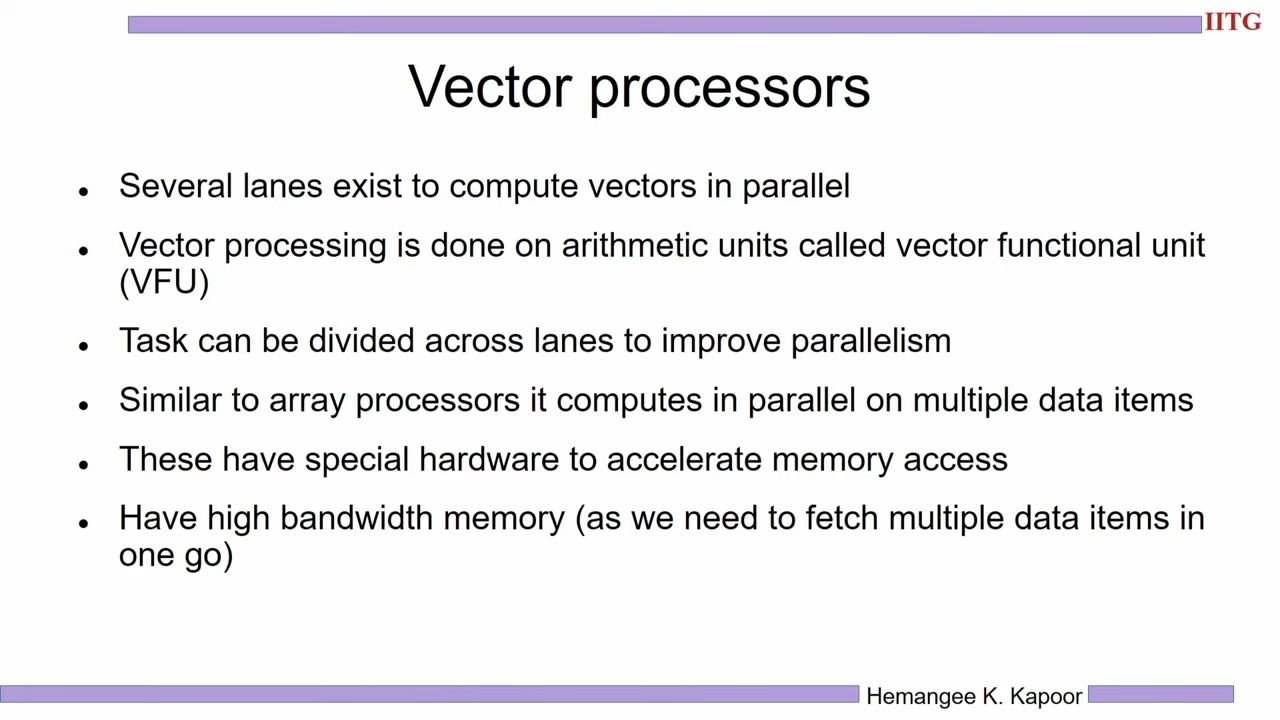 IITG
Vector processors
• Several lanes exist to compute vectors in parallel
• Vector processing is done on arithmetic units called vector functional unit
(VFU)
• Task can be divided across lanes to improve parallelism
• Similar to array processors it computes in parallel on multiple data items
• These have special hardware to accelerate memory access
• Have high bandwidth memory (as we need to fetch multiple data items in
one go)
Hemangee K. Kapoor